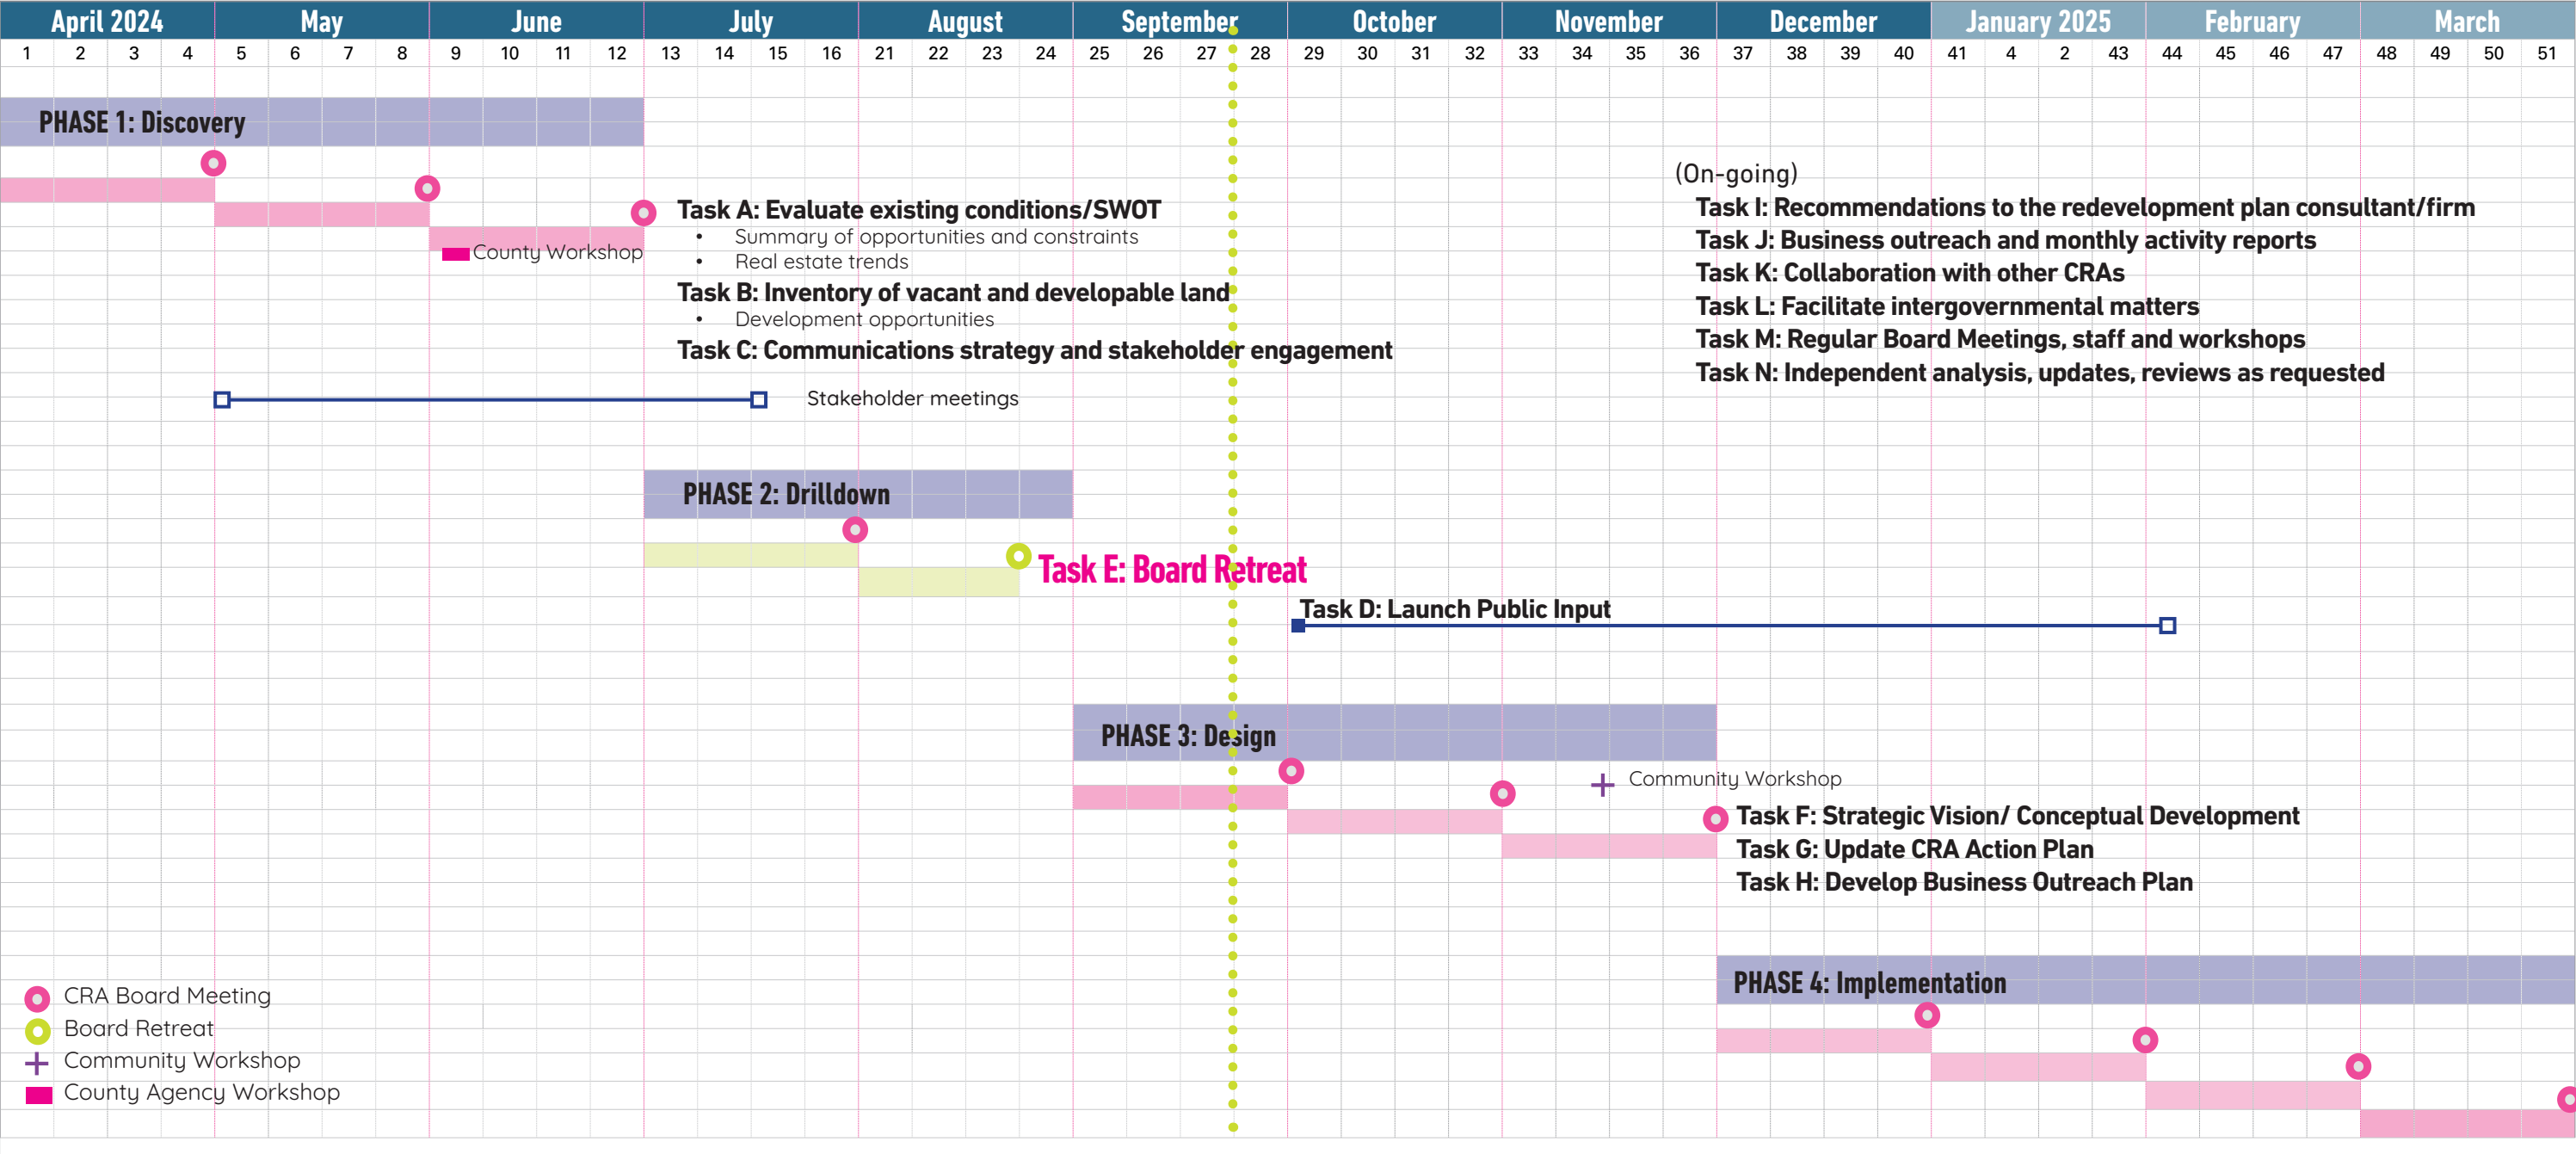 April 2024 May June July August September October November December January 2025 February March
1 2 3 4 5 6 7 8 9 10 11 12 13 14 15 16 21 22 23 24 25 26 27 28 29 30 31 32 33 34 35 36 37 38 39 40 41 4 2 43 44 45 46 47 48 49 50 51
PHASE 1: Discovery
County Workshop
Task A: Evaluate existing conditions/SWOT
• Summary of opportunities and constraints
• Real estate trends
Task B: Inventory of vacant and developable land
• Development opportunities
Task C: Communications strategy and stakeholder engagement
Stakeholder meetings
(On-going)
Task I: Recommendations to the redevelopment plan consultant/firm
Task J: Business outreach and monthly activity reports
Task K: Collaboration with other CRAs
Task L: Facilitate intergovernmental matters
Task M: Regular Board Meetings, staff and workshops
Task N: Independent analysis, updates, reviews as requested
PHASE 2: Drilldown
Task E: Board Retreat
Task D: Launch Public Input
PHASE 3: Design
Community Workshop
Task F: Strategic Vision/ Conceptual Development
Task G: Update CRA Action Plan
Task H: Develop Business Outreach Plan
PHASE 4: Implementation
CRA Board Meeting
Board Retreat
Community Workshop
County Agency Workshop